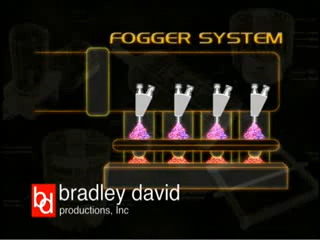 FOGGER SYSTEM
bd
bradley david
productions, Inc